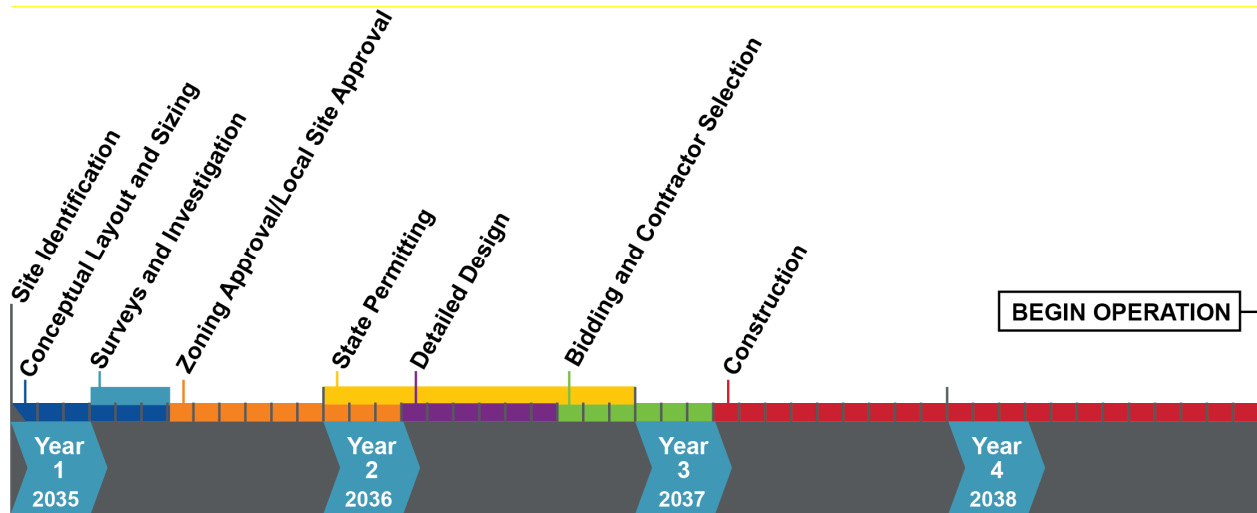 Site Identification
Conceptual Layout and Sizing
Surveys and Investigation
Zoning Approval/Local Site Approval
State Permitting
Detailed Design
Bidding and Contractor Selection
Construction
BEGIN OPERATION
Year
1
2035
Year
2
2036
Year
3
2037
Year
4
2038